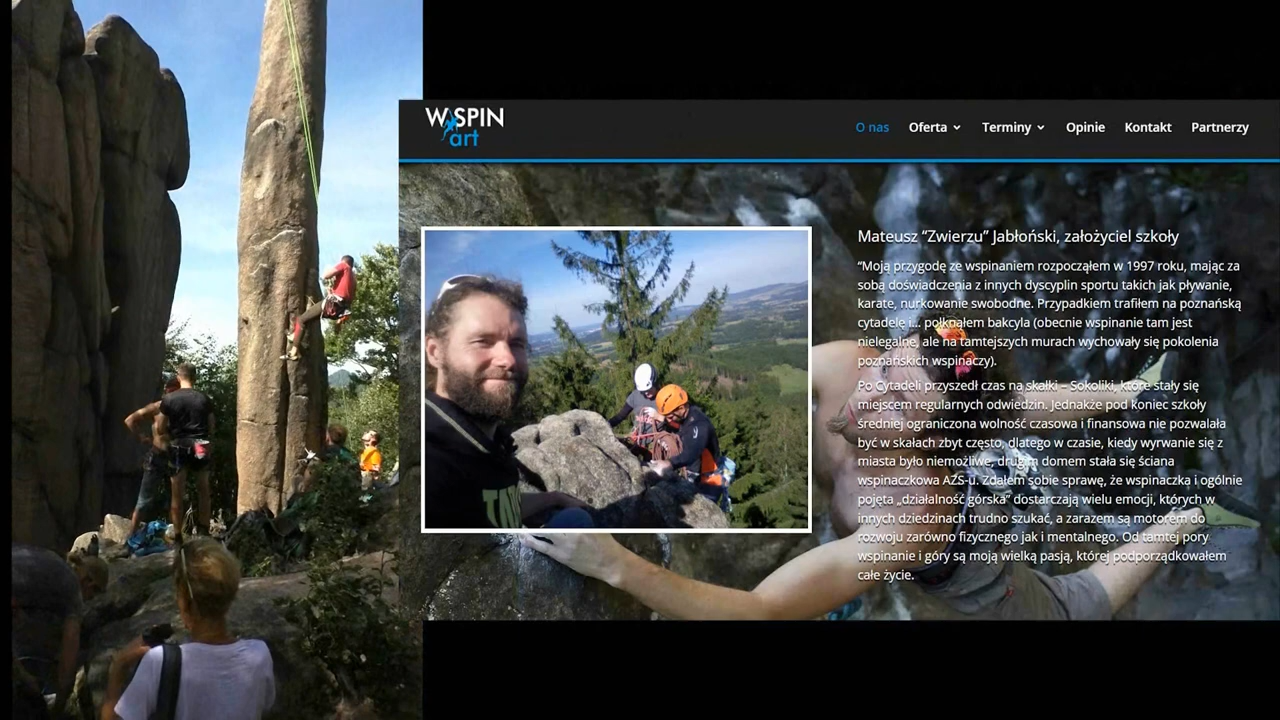 WSPIN
art
O nas Oferta Terminy Opinie Kontakt Partnerzy
Mateusz “Zwierzu” Jabłoński, założyciel szkoły
“Moją przygodę ze wspinaniem rozpocząłem w 1997 roku, mając za
sobą doświadczenia z innych dyscyplin sportu takich jak pływanie,
karate, nurkowanie swobodne. Przypadkiem trafiłem na poznańską
cytadelę i... połknąłem bakcyla (obecnie wspinanie tam jest
nielegalne, ale na tamtejszych murach wychowały się pokolenia
poznańskich wspinaczy).
Po Cytadeli przyszedł czas na skałki – Sokoliki, które stały się
miejscem regularnych odwiedzin. Jednakże pod koniec szkoły
średniej ograniczona wolność czasowa i finansowa nie pozwalała
być w skałach zbyt często, dlatego w czasie, kiedy wyrwanie się z
miasta było niemożliwe, drugim domem stała się ściana
wspinaczkowa AZS-u. Zdałem sobie sprawę, że wspinaczka i ogólnie
pojęta „działalność górska” dostarczają wielu emocji, których w
innych dziedzinach trudno szukać, a zarazem są motorem do
rozwoju zarówno fizycznego jak i mentalnego. Od tamtej pory
wspinanie i góry są moją wielką pasją, której podporządkowałem
całe życie.